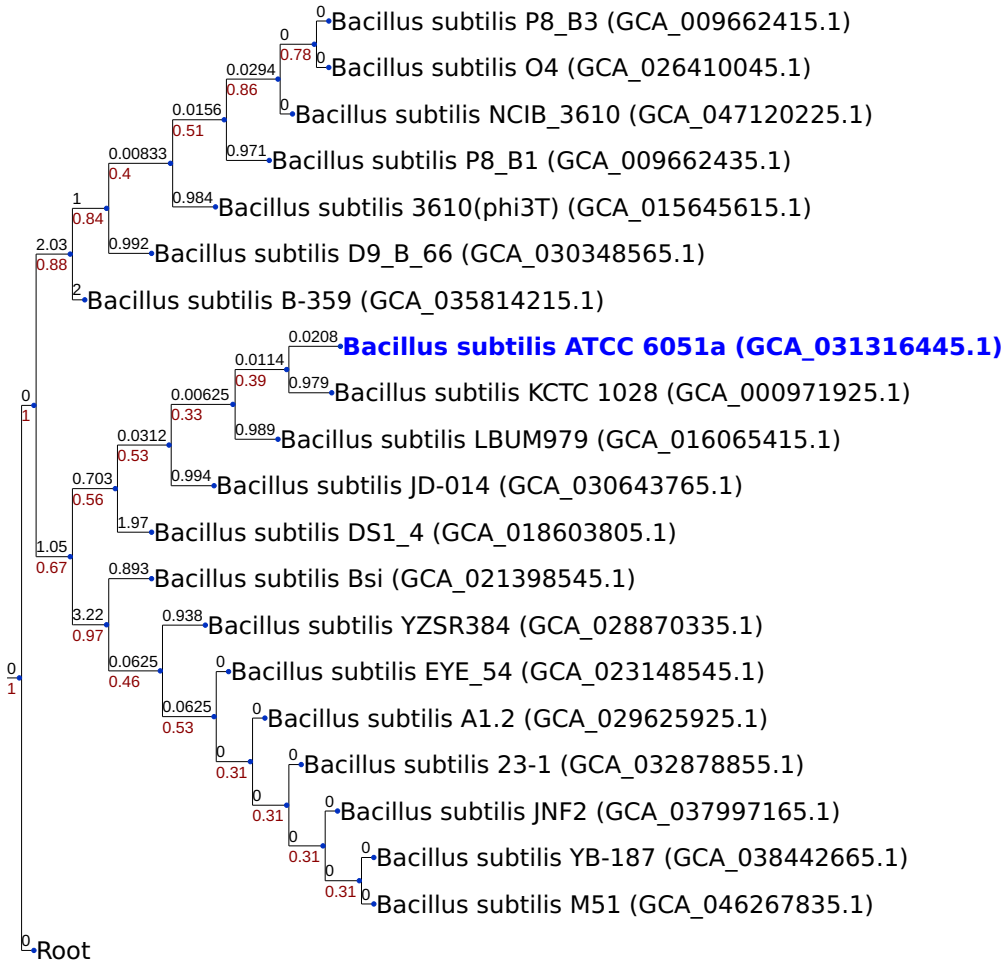 0
Bacillus subtilis P8_B3 (GCA_009662415.1)
0
0.78
0
Bacillus subtilis O4 (GCA_026410045.1)
0.0294
0.86
0
Bacillus subtilis NCIB_3610 (GCA_047120225.1)
0.0156
0.51
0.971
Bacillus subtilis P8_B1 (GCA_009662435.1)
0.00833
0.4
0.984
Bacillus subtilis 3610(phi3T) (GCA_015645615.1)
1
0.84
0.992
Bacillus subtilis D9_B_66 (GCA_030348565.1)
2.03
0.88
2
Bacillus subtilis B-359 (GCA_035814215.1)
0.0208
Bacillus subtilis ATCC 6051a (GCA_031316445.1)
0.0114
0.39
0.979
Bacillus subtilis KCTC 1028 (GCA_000971925.1)
0
1
0.00625
0.33
0.989
Bacillus subtilis LBUM979 (GCA_016065415.1)
0.0312
0.53
0.994
Bacillus subtilis JD-014 (GCA_030643765.1)
0.703
0.56
1.97
Bacillus subtilis DS1_4 (GCA_018603805.1)
1.05
0.67
0.893
Bacillus subtilis Bsi (GCA_021398545.1)
3.22
0.97
0.938
Bacillus subtilis YZSR384 (GCA_028870335.1)
0
1
0.0625
0.46
0
Bacillus subtilis EYE_54 (GCA_023148545.1)
0.0625
0.53
0
Bacillus subtilis A1.2 (GCA_029625925.1)
0
0.31
0
Bacillus subtilis 23-1 (GCA_032878855.1)
0
0.31
0
Bacillus subtilis JNF2 (GCA_037997165.1)
0
0.31
0
Bacillus subtilis YB-187 (GCA_038442665.1)
0
0.31
0
Bacillus subtilis M51 (GCA_046267835.1)
0
Root